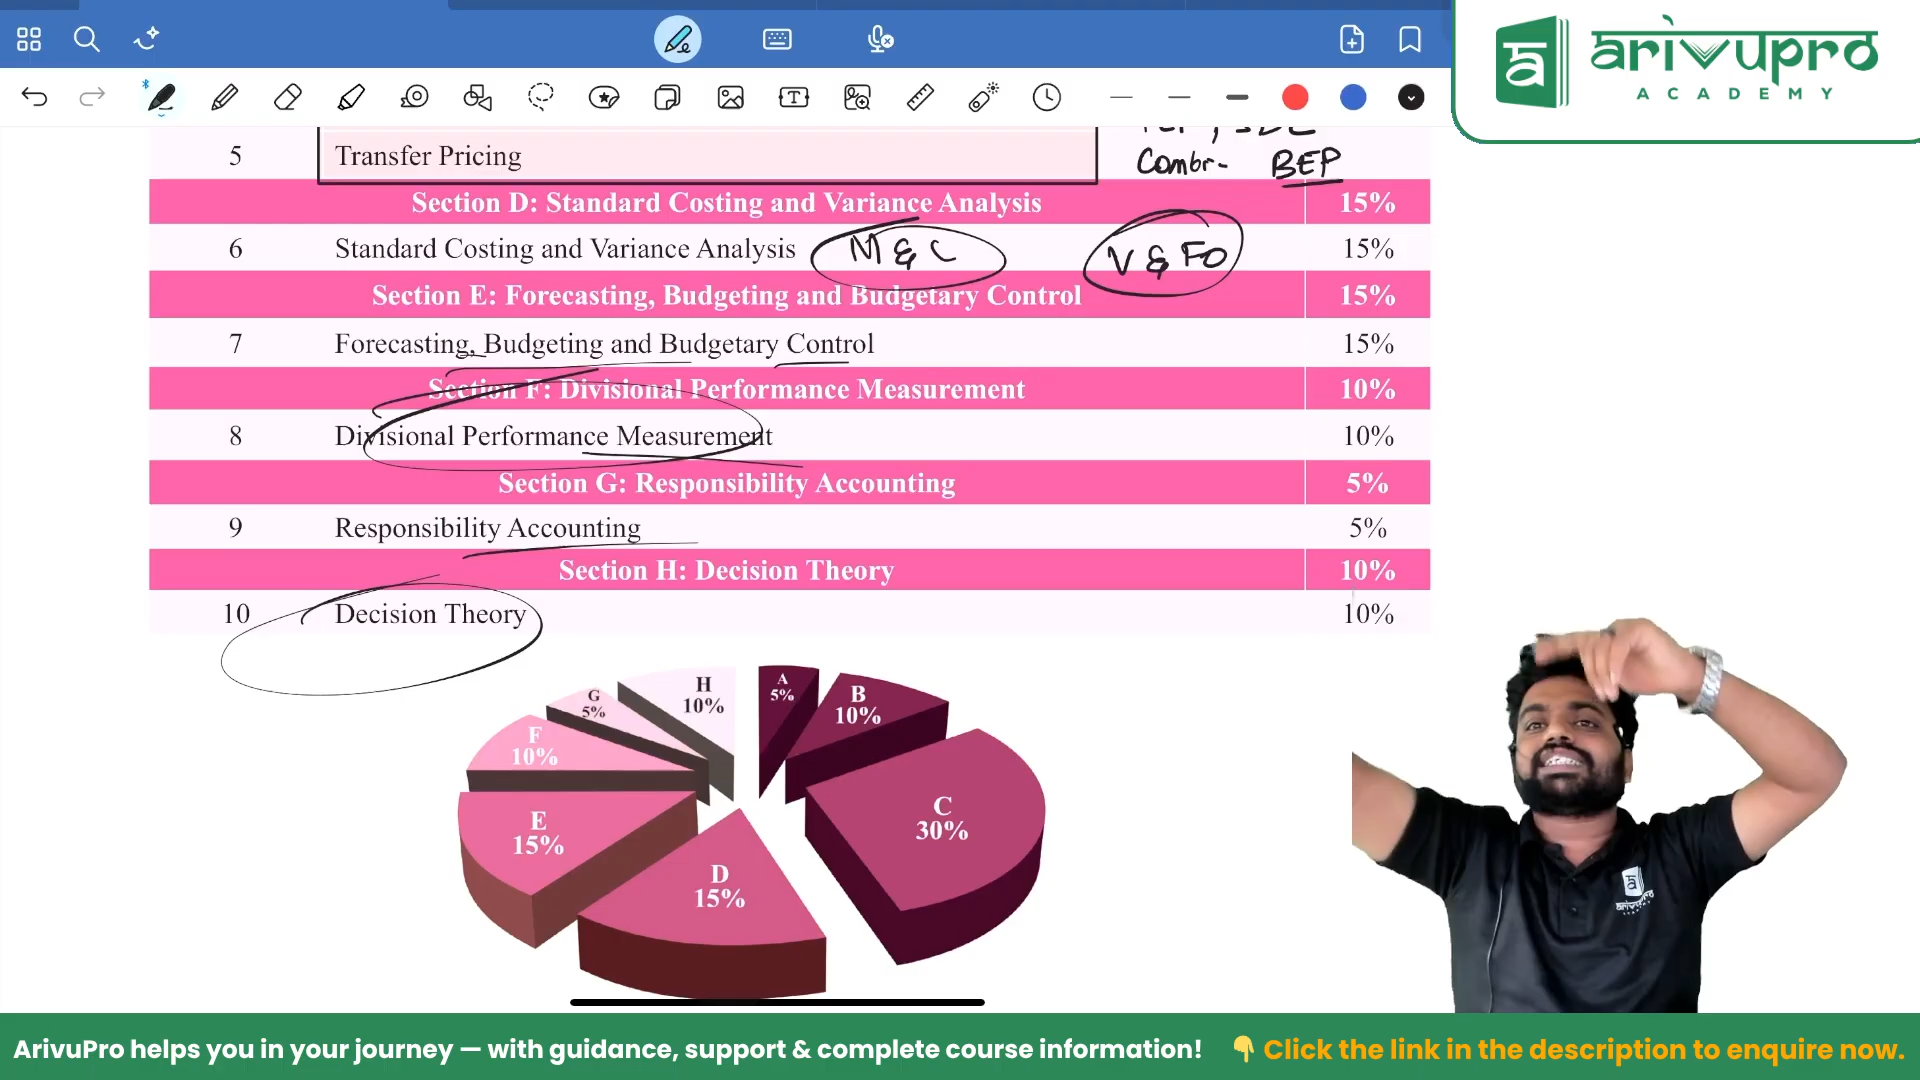 ā
arivupro
ACADEMY
Combr- BEP
5 Transfer Pricing
Section D: Standard Costing and Variance Analysis 15%
6 Standard Costing and Variance Analysis M & C V & FO 15%
Section E: Forecasting, Budgeting and Budgetary Control 15%
7 Forecasting, Budgeting and Budgetary Control 15%
Section F: Divisional Performance Measurement 10%
8 Divisional Performance Measurement 10%
Section G: Responsibility Accounting 5%
9 Responsibility Accounting 5%
Section H: Decision Theory 10%
10 Decision Theory 10%
A
5%
B
10%
C
30%
D
15%
E
15%
F
10%
G
5%
H
10%
ArivuPro helps you in your journey — with guidance, support & complete course information! 👇 Click the link in the description to enquire now.